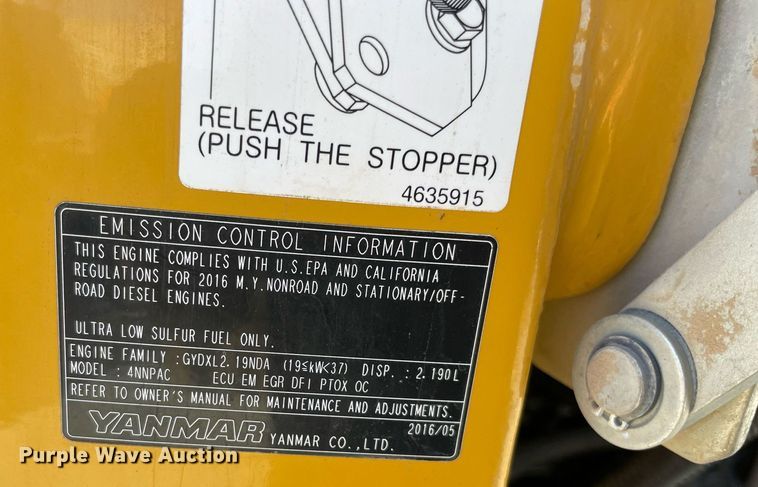 RELEASE
(PUSH THE STOPPER)
4635915
EMISSION CONTROL INFORMATION
THIS ENGINE COMPLIES WITH U.S.EPA AND CALIFORNIA
REGULATIONS FOR 2016 M.Y.NONROAD AND STATIONARY/OFF-
ROAD DIESEL ENGINES.
ULTRA LOW SULFUR FUEL ONLY.
ENGINE FAMILY :GYDXL2.19NDA (19≤kW<37) DISP. : 2.190L
MODEL : 4NNPAC ECU EM EGR DFI PTOX OC
REFER TO OWNER'S MANUAL FOR MAINTENANCE AND ADJUSTMENTS.
YANMAR YANMAR CO.,LTD. 2016/05
Purple Wave Auction